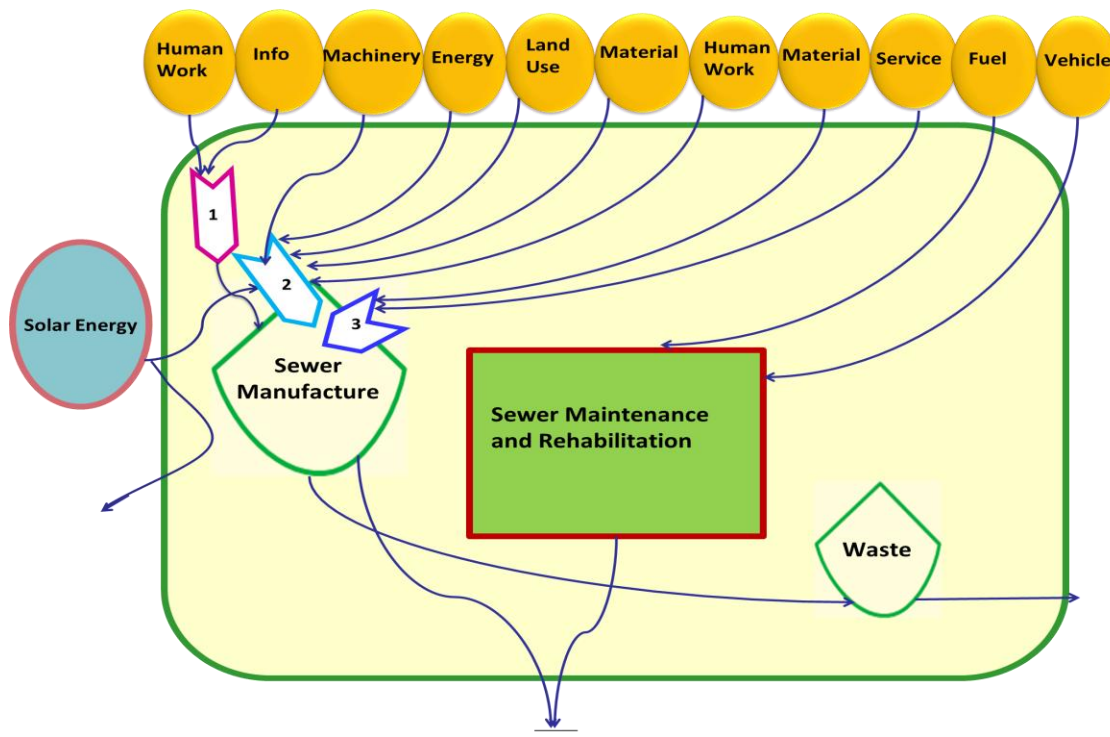 Human
Work
Info
Machinery
Energy
Land
Use
Material
Human
Work
Material
Service
Fuel
Vehicle
1
2
3
Solar Energy
Sewer
Manufacture
Sewer Maintenance
and Rehabilitation
Waste